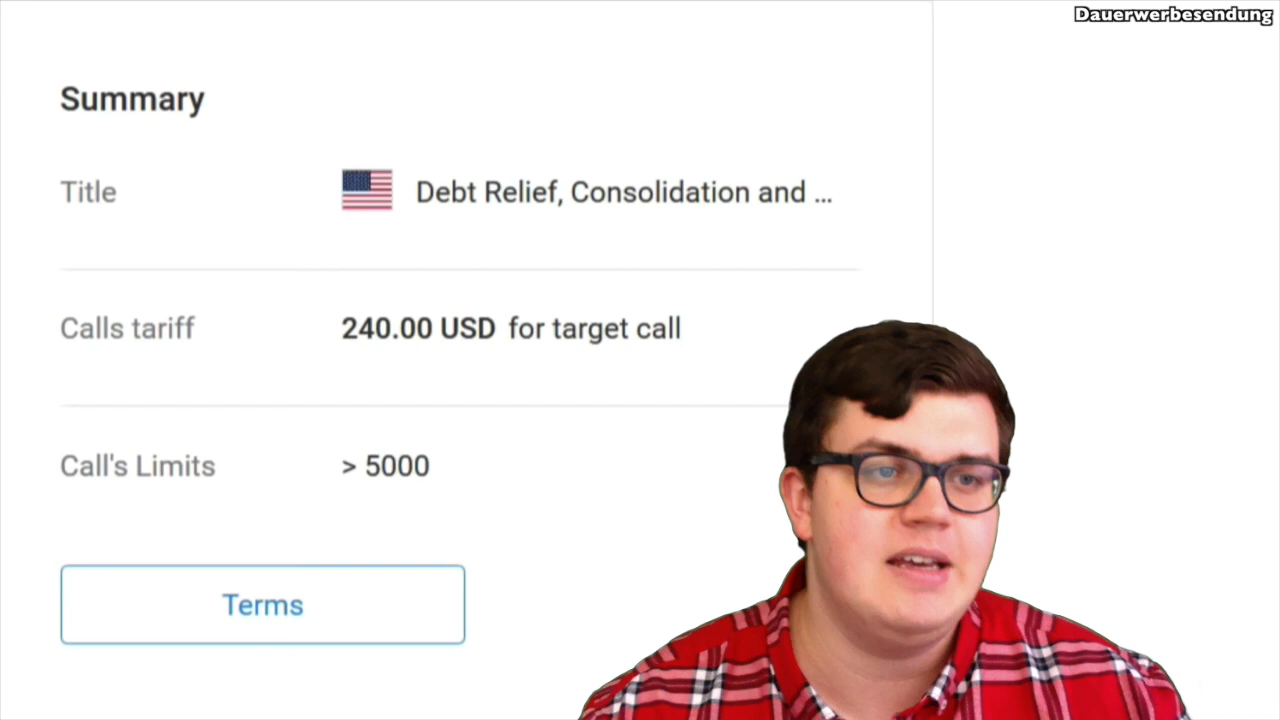 Dauerwerbesendung
Summary
Title Debt Relief, Consolidation and ...
Calls tariff 240.00 USD for target call
Call's Limits > 5000
Terms